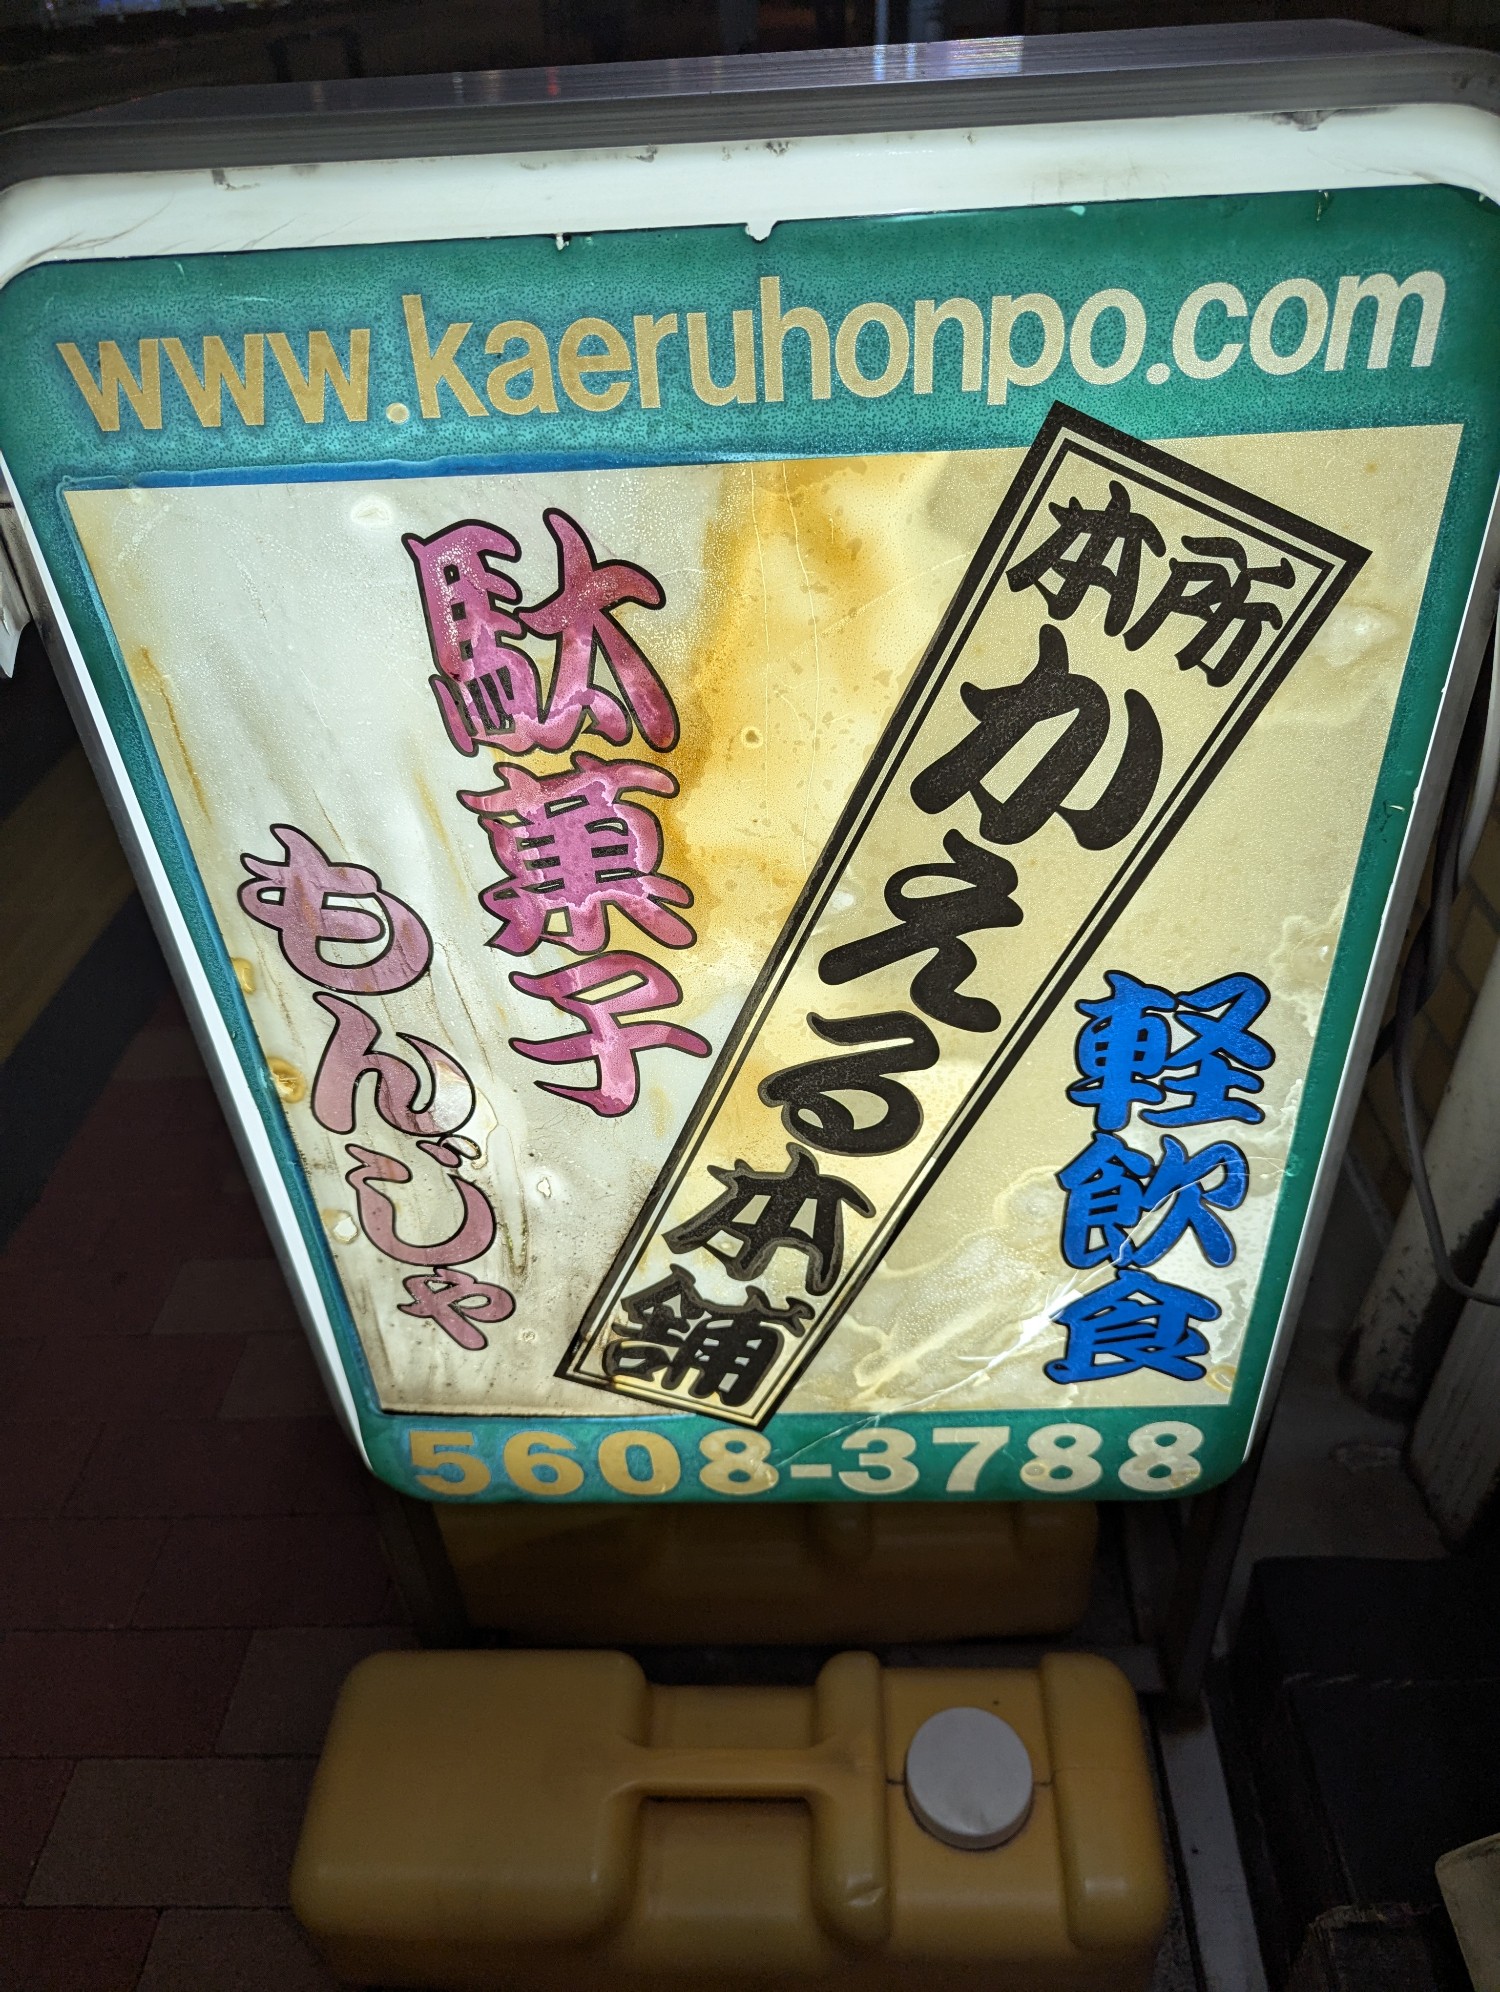 www.kaeruhonpo.com
本所
かえる本舗
軽飲食
駄菓子
もんじゃ
5608-3788